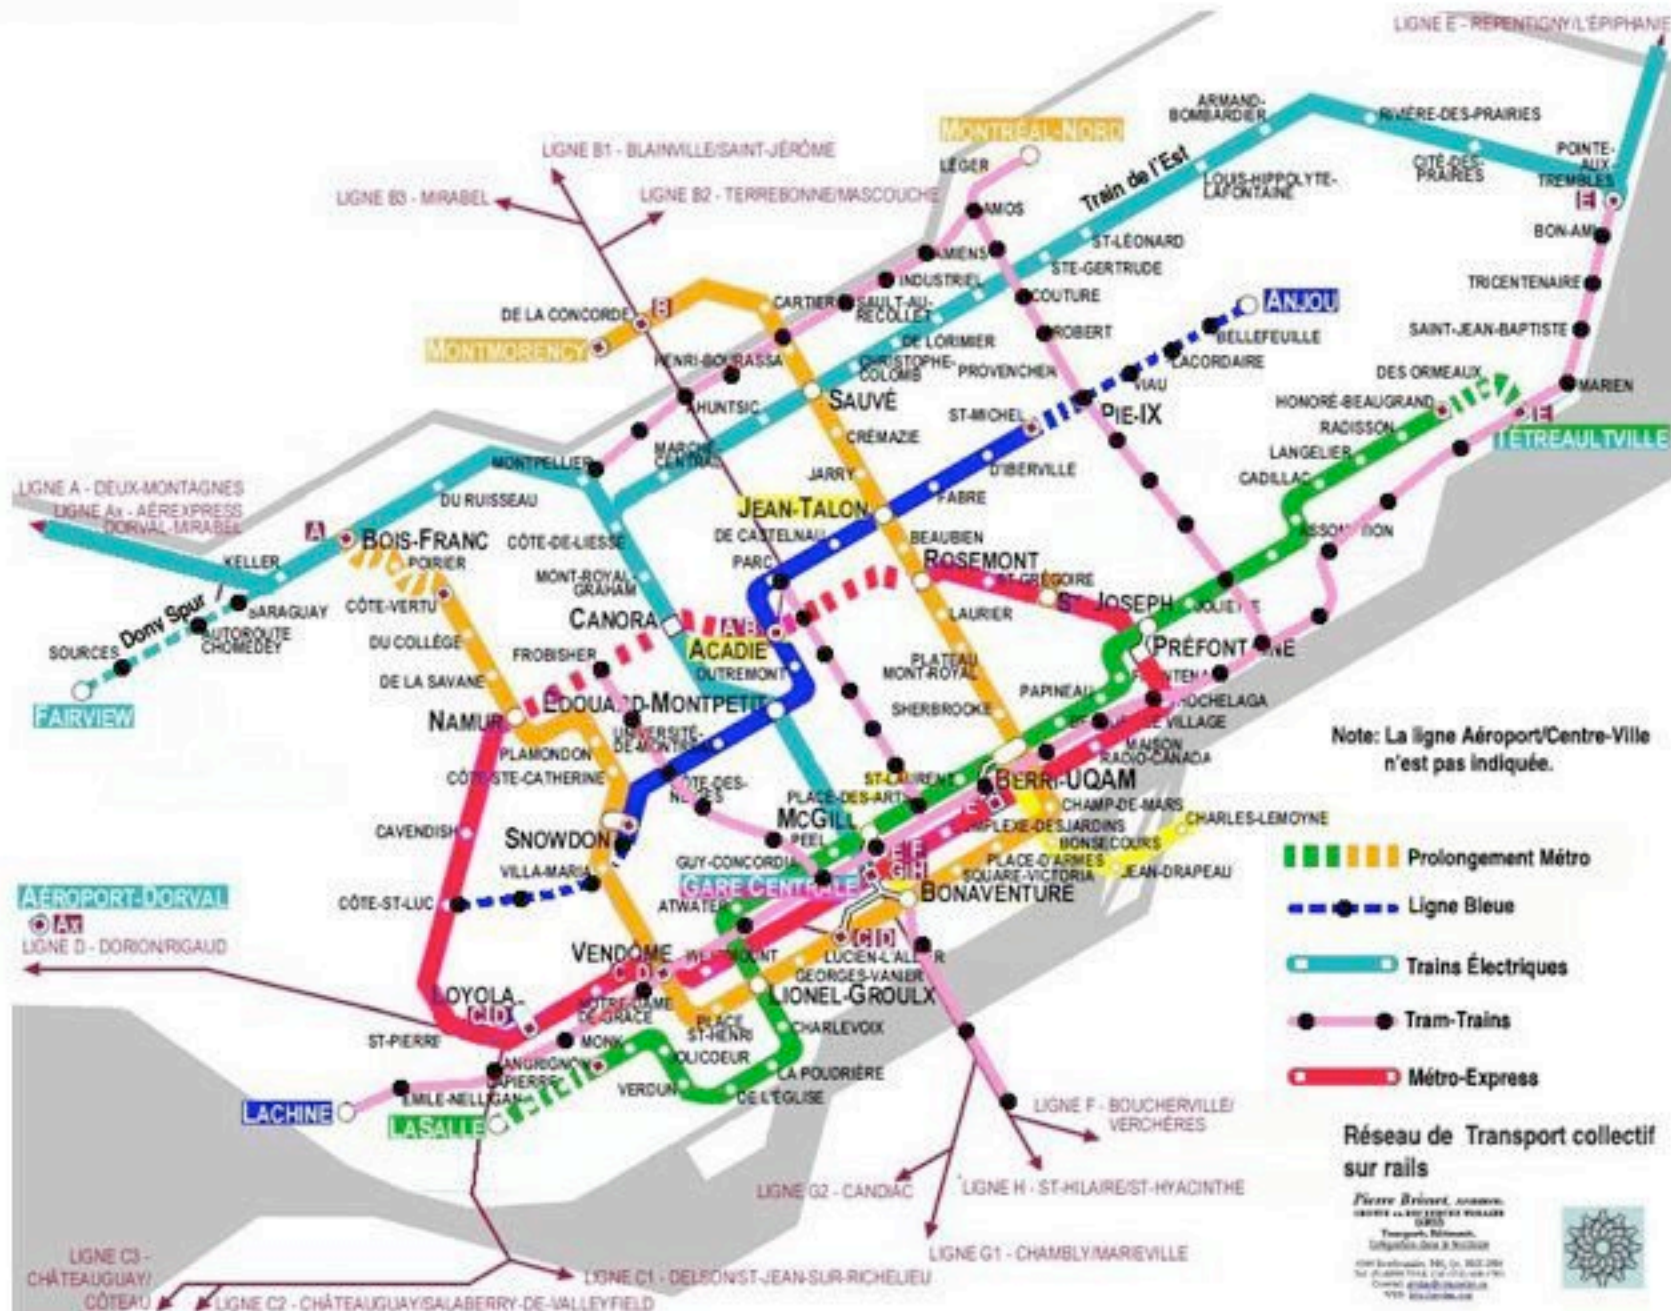 LIGNE E - REPENTIGNY/L'ÉPIPHANIE
MONTRÉAL-NORD
ARMAND-
BOMBARDIER
RIVIÈRE-DES-PRAIRIES
LIGNE B1 - BLAINVILLE/SAINT-JÉRÔME
LÉGER
Train de l'Est
CITÉ-DES-
PRAIRIES
POINTE-
AUX-
TREMBLES
E
LOUIS-HIPPOLYTE-
LAFONTAINE
LIGNE B3 - MIRABEL
LIGNE B2 - TERREBONNE/MASCOUCHE
AMOS
BON-AMI
ST-LÉONARD
AMIENS
STE-GERTRUDE
INDUSTRIEL
TRICENTENAIRE
COUTURE
ANJOU
DE LA CONCORDE
B
CARTIER
SAULT-AU-
RECOLLET
ROBERT
BELLEFEUILLE
SAINT-JEAN-BAPTISTE
MONTMORENCY
HENRI-BOURASSA
DE LORIMIER
CHRISTOPHE-
COLOMB
PROVENCHER
LACORDAIRE
VIAU
DES ORMEAUX
MARIEN
AHUNTSIC
SAUVÉ
ST-MICHEL
PIE-IX
HONORÉ-BEAUGRAND
E
RADISSON
TÉTREAULTVILLE
CRÉMAZIE
MARCHÉ-
CENTRAL
LANGELIER
MONTPELLIER
JARRY
D'IBERVILLE
CADILLAC
DU RUISSEAU
FABRE
LIGNE A - DEUX-MONTAGNES
LIGNE Ax - AÉREXPRESS
DORVAL-MIRABEL
JEAN-TALON
A
BOIS-FRANC
CÔTE-DE-LIESSE
DE CASTELNAU
BEAUBIEN
KELLER
POIRIER
PARC
ROSEMONT
MONT-ROYAL-
GRAHAM
ST-GRÉGOIRE
Dony Spur
SARAGUAY
CÔTE-VERTU
CANORA
LAURIER
ST JOSEPH
JOLIETTE
AUTOROUTE
CHOMEDEY
DU COLLÈGE
AB
ACADIE
SOURCES
FROBISHER
PLATEAU
MONT-ROYAL
OUTREMONT
DE LA SAVANE
PAPINEAU
HOCHELAGA
FAIRVIEW
NAMUR
EDOUARD-MONTPETIT
SHERBROOKE
VILLAGE
UNIVERSITÉ-
DE-MONTRÉAL
PLAMONDON
MAISON
RADIO-CANADA
Note: La ligne Aéroport/Centre-Ville
n'est pas indiquée.
CÔTE-STE-CATHERINE
CÔTE-DES-
NEIGES
ST-LAURENT
PLACE-DES-ARTS
BERRI-UQAM
E
CHAMP-DE-MARS
CHARLES-LEMOYNE
MCGILL
PEEL
COMPLEXE-DESJARDINS
BONSECOURS
CAVENDISH
SNOWDON
GUY-CONCORDIA
PLACE-D'ARMES
SQUARE-VICTORIA
JEAN-DRAPEAU
Prolongement Métro
VILLA-MARIA
GARE CENTRALE
E F
G H
BONAVENTURE
CÔTE-ST-LUC
ATWATER
Ligne Bleue
AÉROPORT-DORVAL
Ax
LIGNE D - DORION/RIGAUD
VENDÔME
C D
WESTMOUNT
C D
LUCIEN-L'ALLIER
GEORGES-VANIER
Trains Électriques
LOYOLA
C D
NOTRE-DAME
DE-GRACE
LIONEL-GROULX
PLACE
ST-HENRI
CHARLEVOIX
Tram-Trains
ST-PIERRE
MONK
JOLICOEUR
ANGRIGNON
LAPIERRE
LA POUDRIÈRE
Métro-Express
EMILE-NELLIGAN
VERDUN
DE L'ÉGLISE
LACHINE
LASALLE
LIGNE F - BOUCHERVILLE/
VERCHÈRES
Réseau de Transport collectif
sur rails
LIGNE G2 - CANDIAC
LIGNE H - ST-HILAIRE/ST-HYACINTHE
LIGNE G1 - CHAMBLY/MARIEVILLE
LIGNE C3 -
CHÂTEAUGUAY/
CÔTEAU
LIGNE C1 - DELSON/ST-JEAN-SUR-RICHELIEU
LIGNE C2 - CHÂTEAUGUAY/SALABERRY-DE-VALLEYFIELD